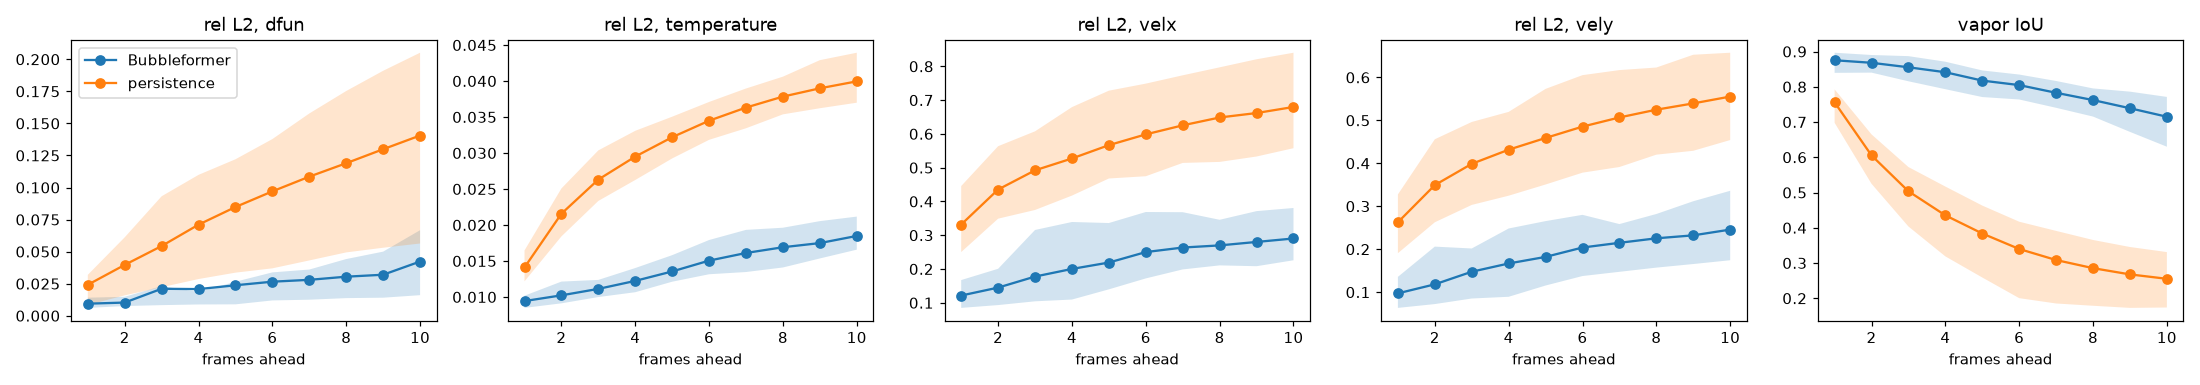 rel L2, dfun
0.200
0.175
0.150
0.125
0.100
0.075
0.050
0.025
0.000
Bubbleformer
persistence
2 4 6 8 10
frames ahead
rel L2, temperature
0.045
0.040
0.035
0.030
0.025
0.020
0.015
0.010
2 4 6 8 10
frames ahead
rel L2, velx
0.8
0.7
0.6
0.5
0.4
0.3
0.2
0.1
2 4 6 8 10
frames ahead
rel L2, vely
0.6
0.5
0.4
0.3
0.2
0.1
2 4 6 8 10
frames ahead
vapor IoU
0.9
0.8
0.7
0.6
0.5
0.4
0.3
0.2
2 4 6 8 10
frames ahead